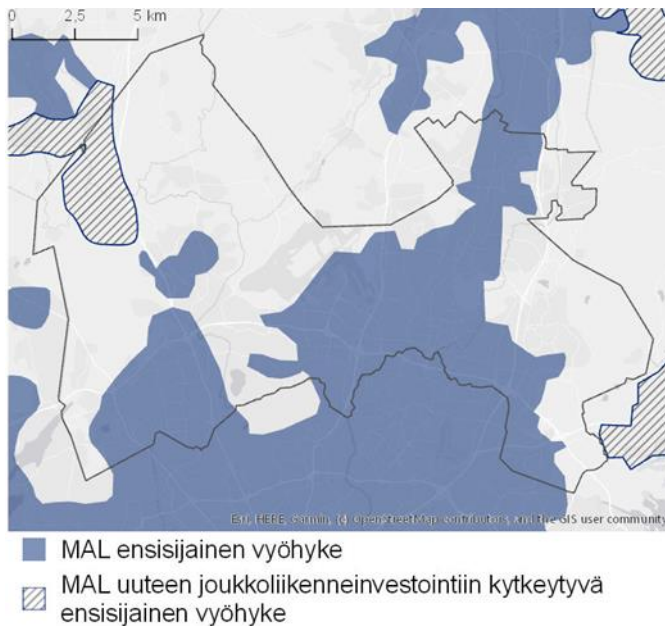 0 2,5 5 km
Esri, HERE, Garmin, (c) OpenStreetMap contributors, and the GIS user community
MAL ensisijainen vyöhyke
MAL uuteen joukkoliikenneinvestointiin kytkeytyvä
ensisijainen vyöhyke